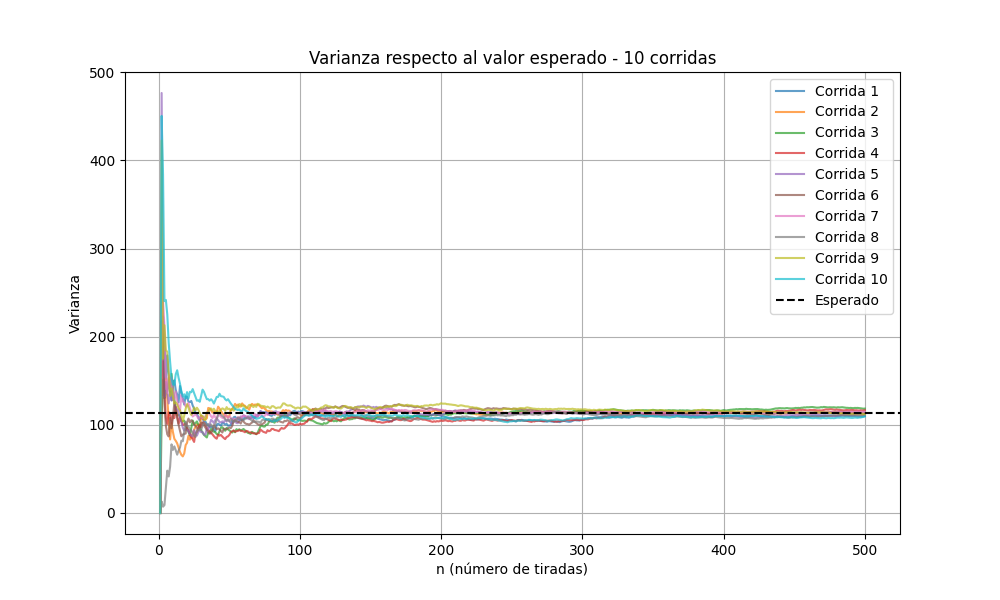 Varianza respecto al valor esperado - 10 corridas
500
400
300
200
100
0
Varianza
0 100 200 300 400 500
n (número de tiradas)
Corrida 1
Corrida 2
Corrida 3
Corrida 4
Corrida 5
Corrida 6
Corrida 7
Corrida 8
Corrida 9
Corrida 10
Esperado